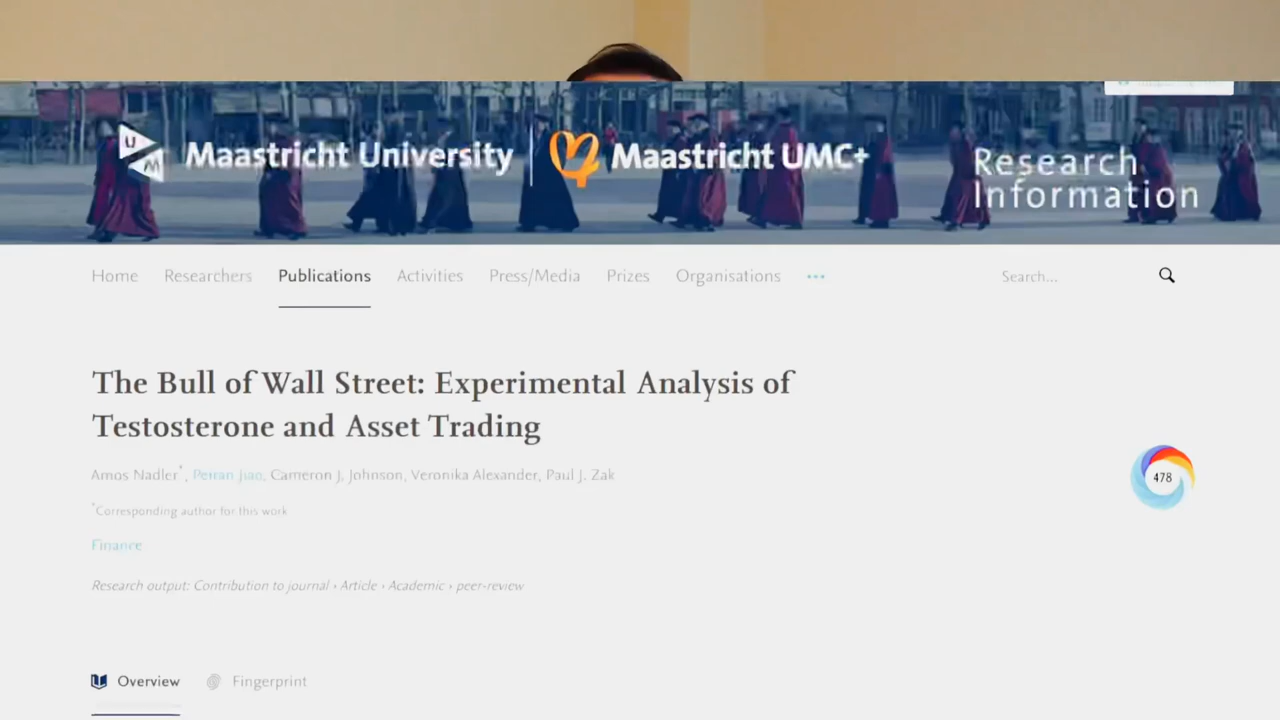 U
M
Maastricht University
Maastricht UMC+
Research
Information
Home Researchers Publications Activities Press/Media Prizes Organisations ••• Search...
The Bull of Wall Street: Experimental Analysis of
Testosterone and Asset Trading
Amos Nadler*, Peiran Jiao, Cameron J. Johnson, Veronika Alexander, Paul J. Zak
*Corresponding author for this work
478
Finance
Research output: Contribution to journal › Article › Academic › peer-review
Overview Fingerprint